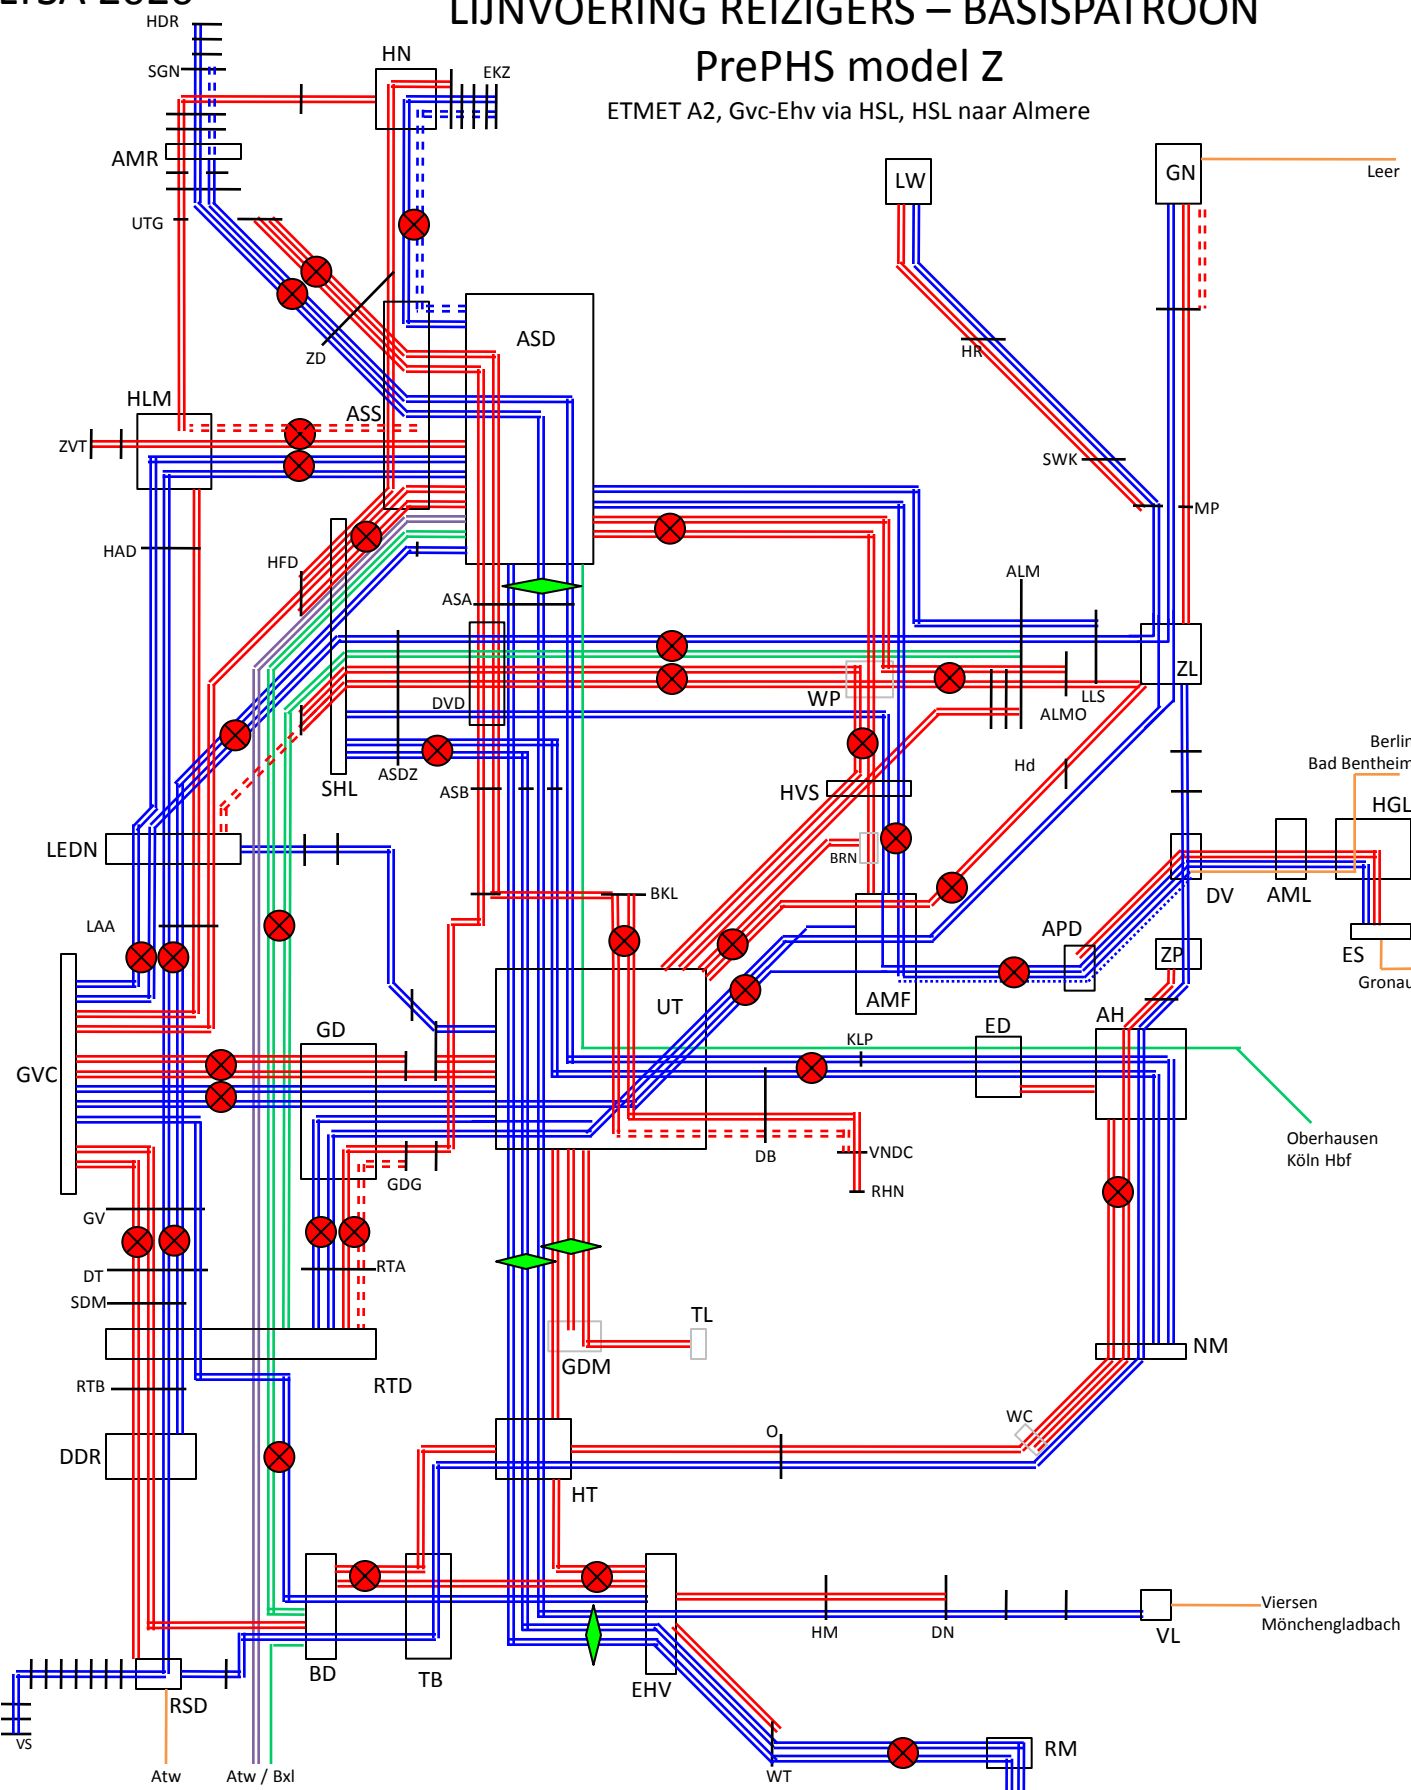 LIJNVOERING REIZIGERS – BASISPATROON
PrePHS model Z
ETMET A2, Gvc-Ehv via HSL, HSL naar Almere
HDR
SGN
HN
EKZ
AMR
UTG
LW
GN
Leer
ZD
ASD
HR
HLM
ASS
ZVT
SWK
MP
HAD
HFD
ASA
ALM
DVD
WP
ZL
LLS
ALMO
SHL
ASDZ
ASB
HVS
Hd
Berlin
Bad Bentheim
HGL
LEDN
BRN
BKL
DV
AML
LAA
APD
ZP
ES
Gronau
UT
AMF
GVC
GD
KLP
ED
AH
DB
VNDC
RHN
GDG
Oberhausen
Köln Hbf
GV
DT
RTA
SDM
TL
NM
GDM
RTD
RTB
WC
DDR
O
HT
BD
TB
EHV
HM
DN
VL
Viersen
Mönchengladbach
RSD
VS
Atw
Atw / Bxl
WT
RM